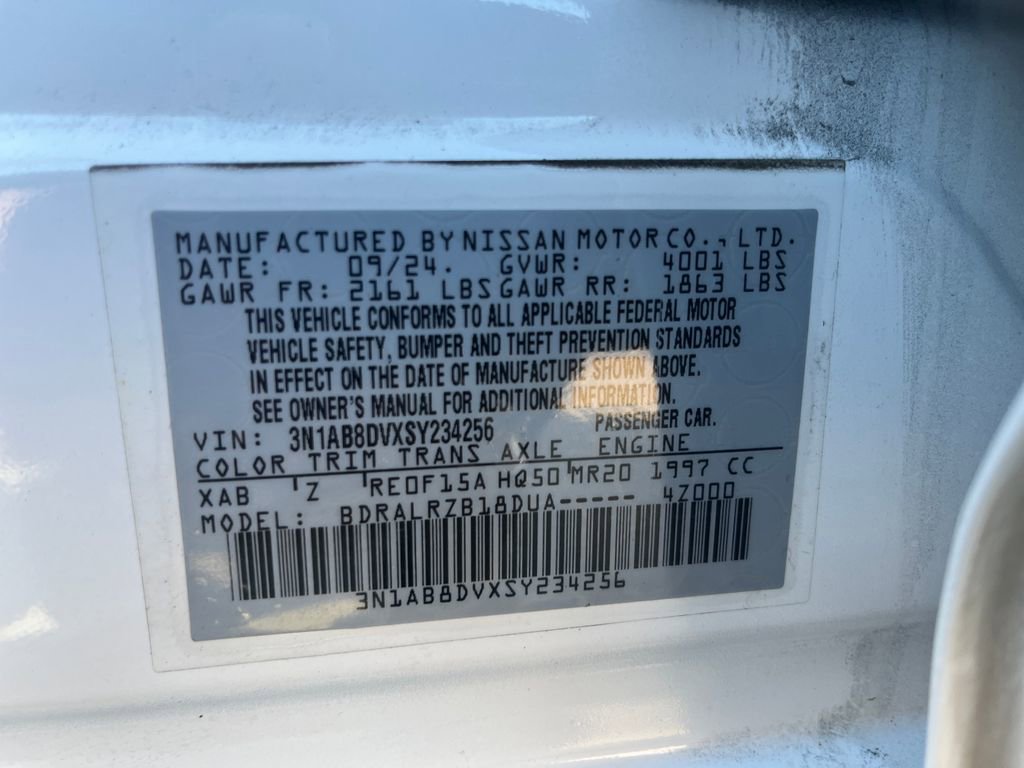 MANUFACTURED BY NISSAN MOTOR CO., LTD.
DATE: 09/24. GVWR: 4001 LBS
GAWR FR: 2161 LBS GAWR RR: 1863 LBS
THIS VEHICLE CONFORMS TO ALL APPLICABLE FEDERAL MOTOR
VEHICLE SAFETY, BUMPER AND THEFT PREVENTION STANDARDS
IN EFFECT ON THE DATE OF MANUFACTURE SHOWN ABOVE.
SEE OWNER'S MANUAL FOR ADDITIONAL INFORMATION.
VIN: 3N1AB8DVXSY234256 PASSENGER CAR.
COLOR TRIM TRANS AXLE ENGINE
XAB Z RE0F15A HQ50 MR20 1997 CC
MODEL: BDRALRZB18DUA----- 4Z000
3N1AB8DVXSY234256